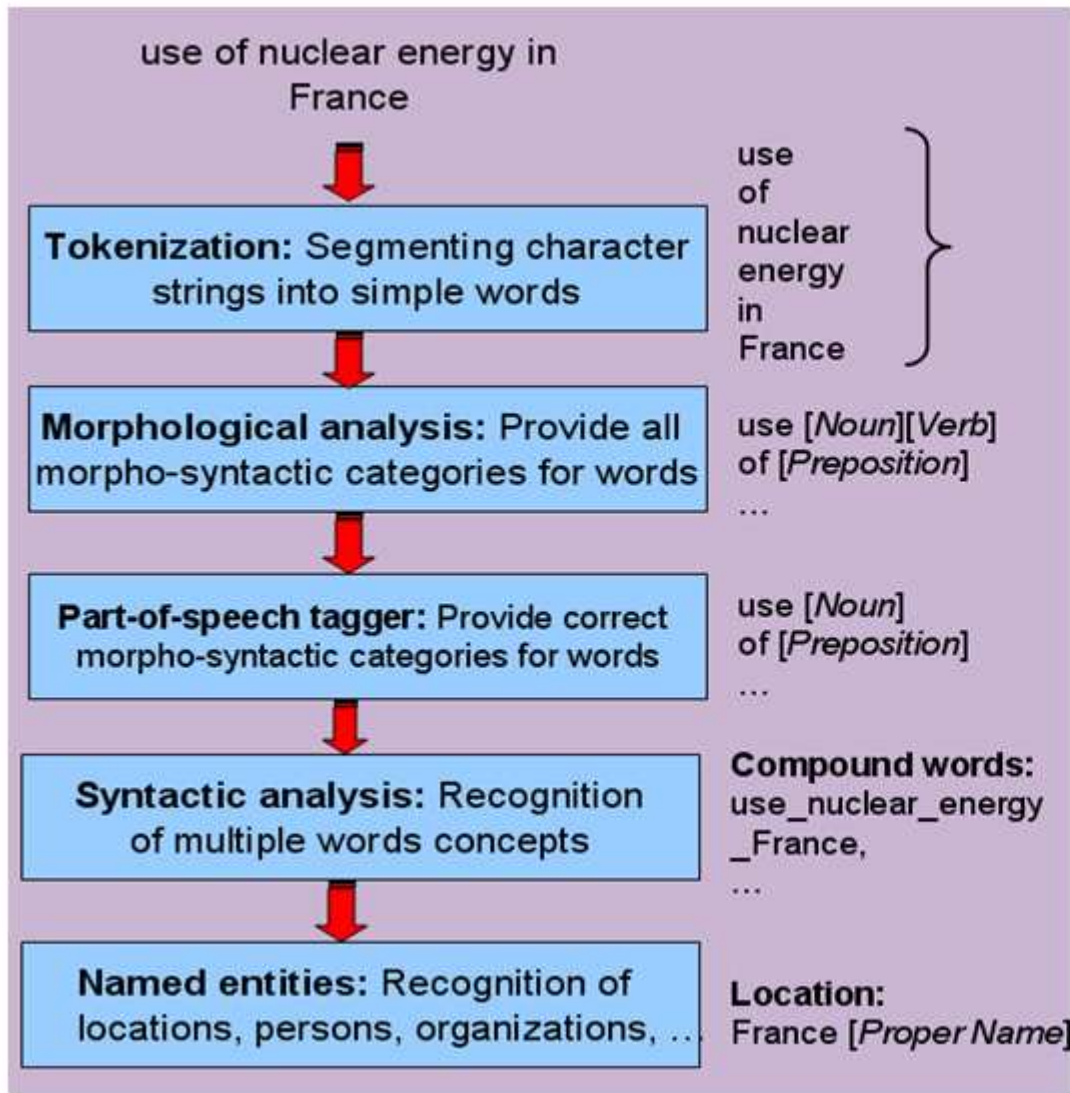 use of nuclear energy in
France
use
of
nuclear
energy
in
France
Tokenization: Segmenting character
strings into simple words
Morphological analysis: Provide all
morpho-syntactic categories for words
use [Noun][Verb]
of [Preposition]
...
Part-of-speech tagger: Provide correct
morpho-syntactic categories for words
use [Noun]
of [Preposition]
...
Syntactic analysis: Recognition
of multiple words concepts
Compound words:
use_nuclear_energy
_France,
...
Named entities: Recognition of
locations, persons, organizations, ...
Location:
France [Proper Name]